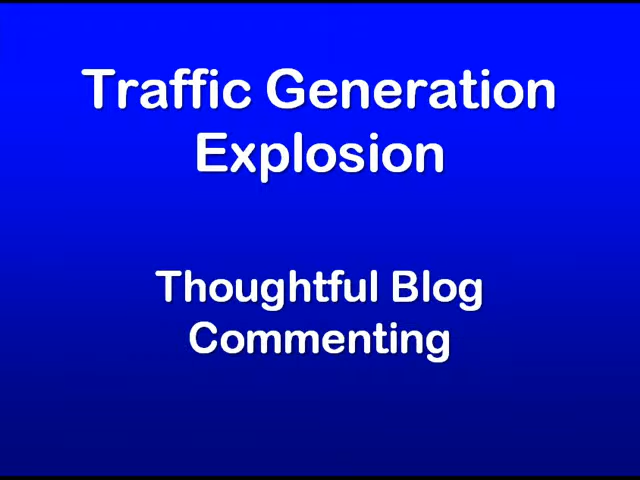 Traffic Generation
Explosion
Thoughtful Blog
Commenting